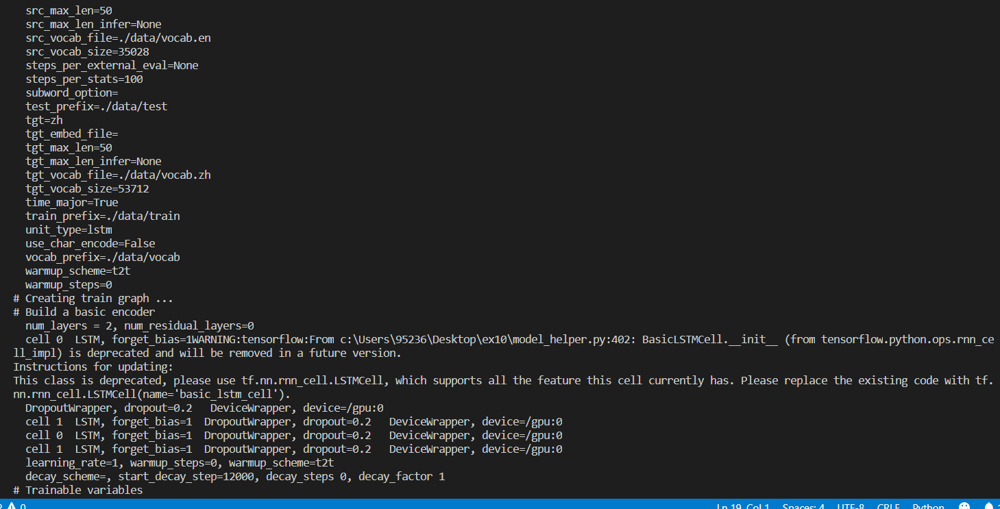 src_max_len=50
src_max_len_infer=None
src_vocab_file=./data/vocab.en
src_vocab_size=35028
steps_per_external_eval=None
steps_per_stats=100
subword_option=
test_prefix=./data/test
tgt=zh
tgt_embed_file=
tgt_max_len=50
tgt_max_len_infer=None
tgt_vocab_file=./data/vocab.zh
tgt_vocab_size=53712
time_major=True
train_prefix=./data/train
unit_type=lstm
use_char_encode=False
vocab_prefix=./data/vocab
warmup_scheme=t2t
warmup_steps=0
# Creating train graph ...
# Build a basic encoder
num_layers = 2, num_residual_layers=0
cell 0  LSTM, forget_bias=1WARNING:tensorflow:From c:\Users\95236\Desktop\ex10\model_helper.py:402: BasicLSTMCell.__init__ (from tensorflow.python.ops.rnn_ce
ll_impl) is deprecated and will be removed in a future version.
Instructions for updating:
This class is deprecated, please use tf.nn.rnn_cell.LSTMCell, which supports all the feature this cell currently has. Please replace the existing code with tf.
nn.rnn_cell.LSTMCell(name='basic_lstm_cell').
DropoutWrapper, dropout=0.2   DeviceWrapper, device=/gpu:0
cell 1  LSTM, forget_bias=1  DropoutWrapper, dropout=0.2   DeviceWrapper, device=/gpu:0
cell 0  LSTM, forget_bias=1  DropoutWrapper, dropout=0.2   DeviceWrapper, device=/gpu:0
cell 1  LSTM, forget_bias=1  DropoutWrapper, dropout=0.2   DeviceWrapper, device=/gpu:0
learning_rate=1, warmup_steps=0, warmup_scheme=t2t
decay_scheme=, start_decay_step=12000, decay_steps 0, decay_factor 1
# Trainable variables
0 Ln 19, Col 1 Spaces: 4 UTF-8 CRLF Python